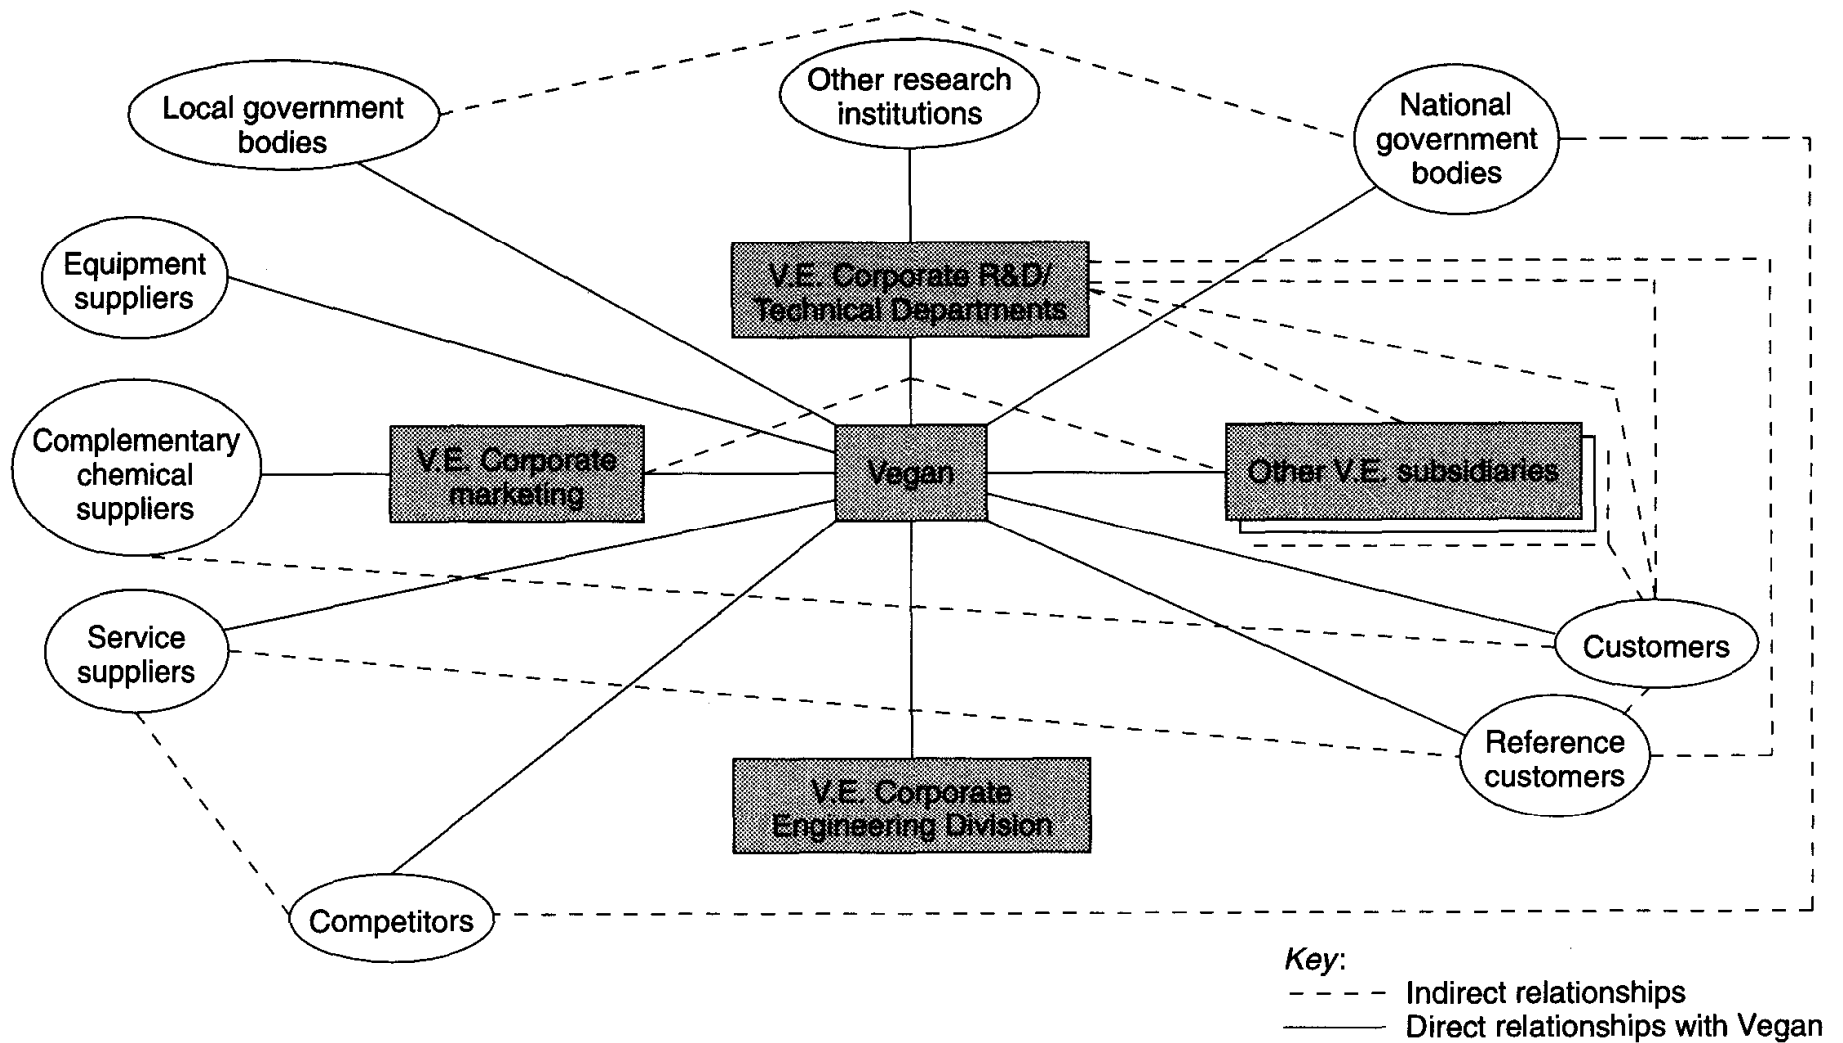 Other research
institutions
Local government
bodies
National
government
bodies
Equipment
suppliers
V.E. Corporate R&D/
Technical Departments
Complementary
chemical
suppliers
V.E. Corporate
marketing
Vegan
Other V.E. subsidiaries
Service
suppliers
Customers
Reference
customers
V.E. Corporate
Engineering Division
Competitors
Key:
Indirect relationships
Direct relationships with Vegan